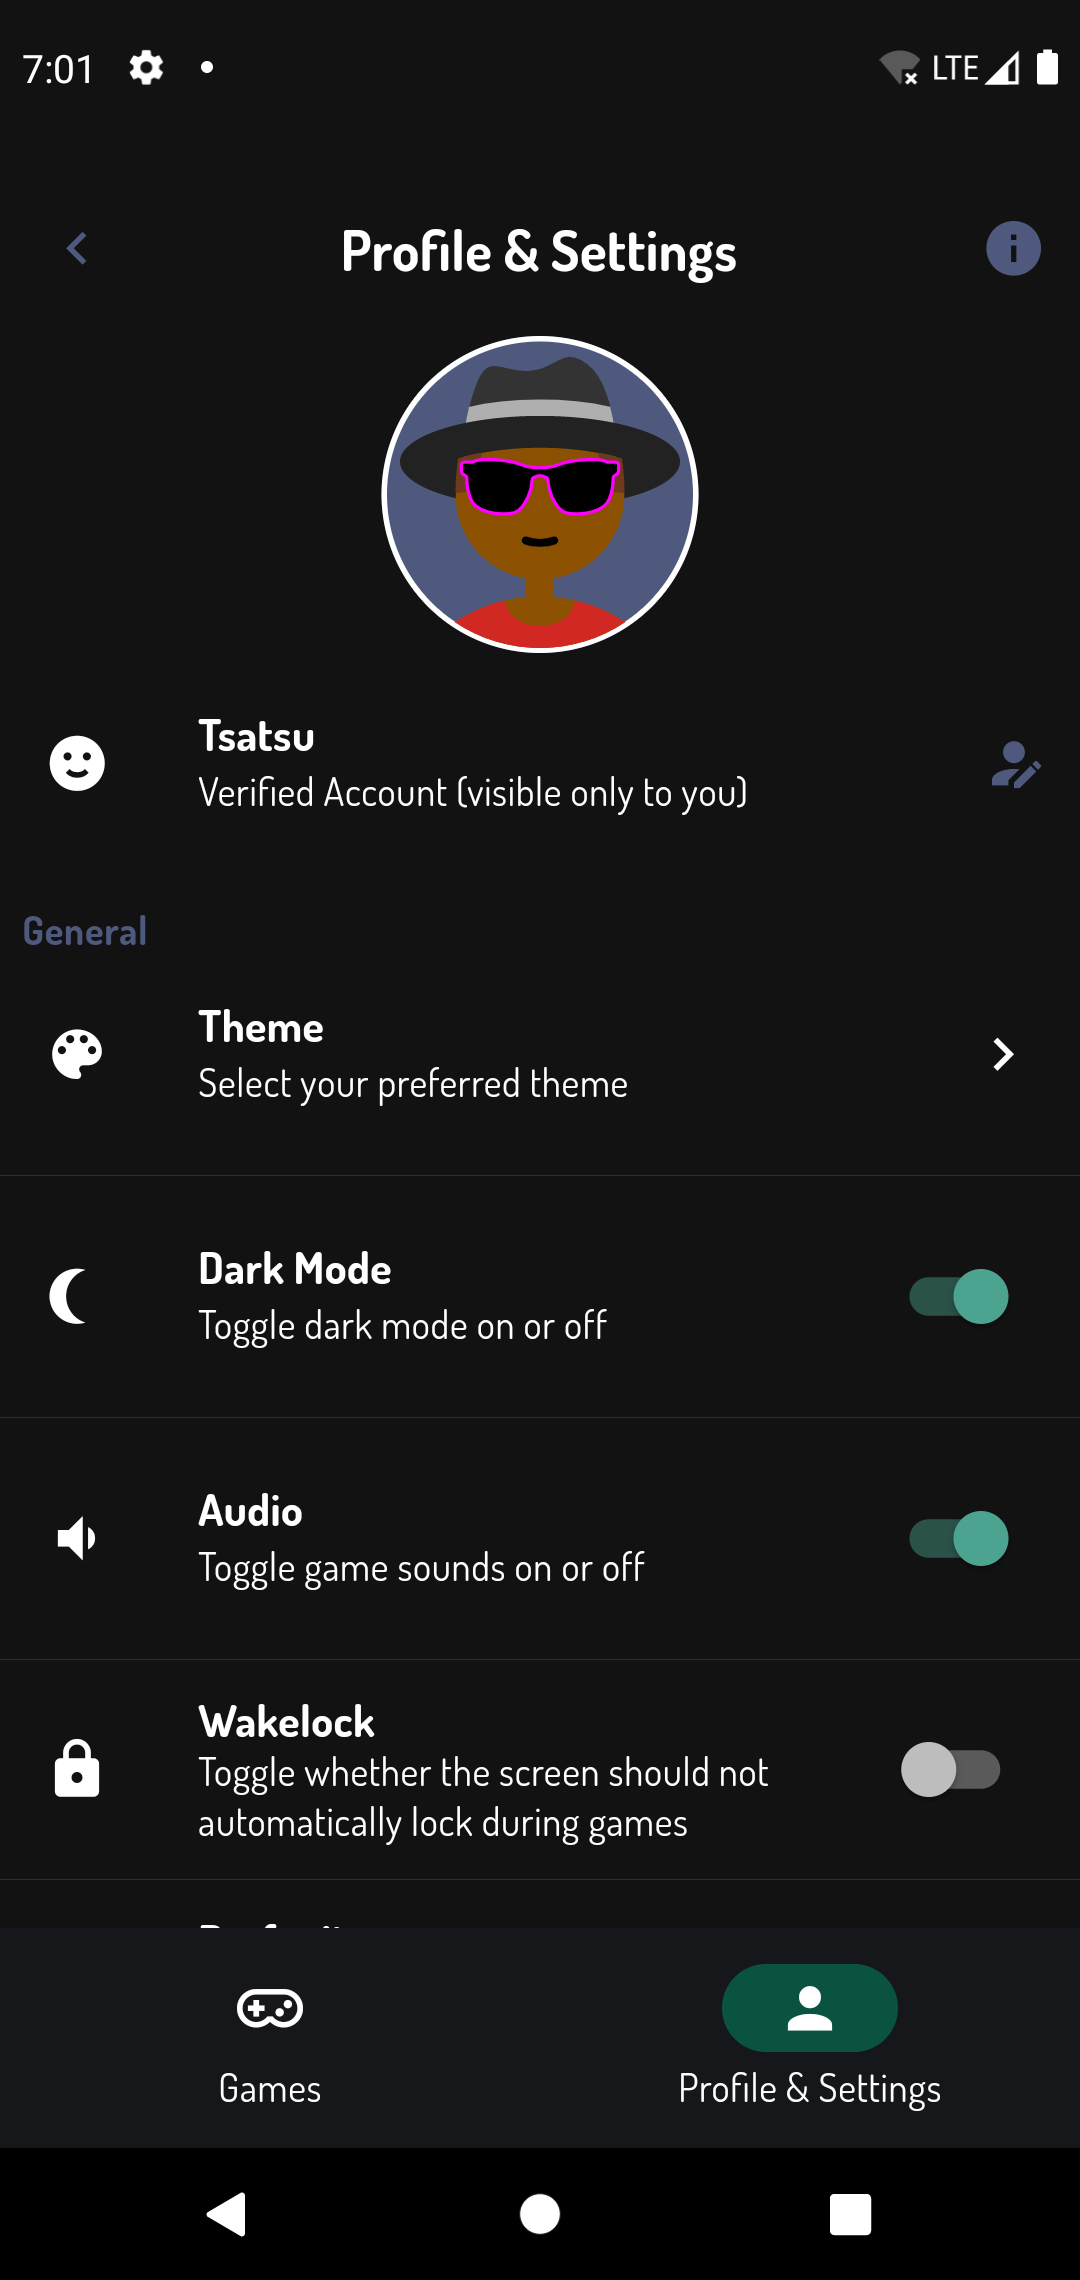 7:01 LTE
Profile & Settings
Tsatsu
Verified Account (visible only to you)
General
Theme
Select your preferred theme
Dark Mode
Toggle dark mode on or off
Audio
Toggle game sounds on or off
Wakelock
Toggle whether the screen should not
automatically lock during games
Games
Profile & Settings